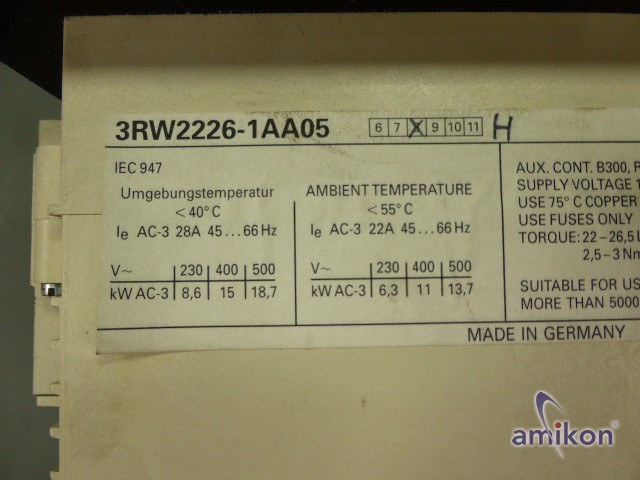 3RW2226-1AA05 6 7 X 9 10 11 H
IEC 947
Umgebungstemperatur
< 40° C
Ie AC-3 28A 45...66 Hz
V~ 230 400 500
kW AC-3 8,6 15 18,7
AMBIENT TEMPERATURE
< 55° C
Ie AC-3 22A 45...66 Hz
V~ 230 400 500
kW AC-3 6,3 11 13,7
AUX. CONT. B300, R
SUPPLY VOLTAGE 1
USE 75° C COPPER
USE FUSES ONLY
TORQUE: 22 – 26,5 L
2,5 – 3 Nm
SUITABLE FOR US
MORE THAN 5000
MADE IN GERMANY
amikon®